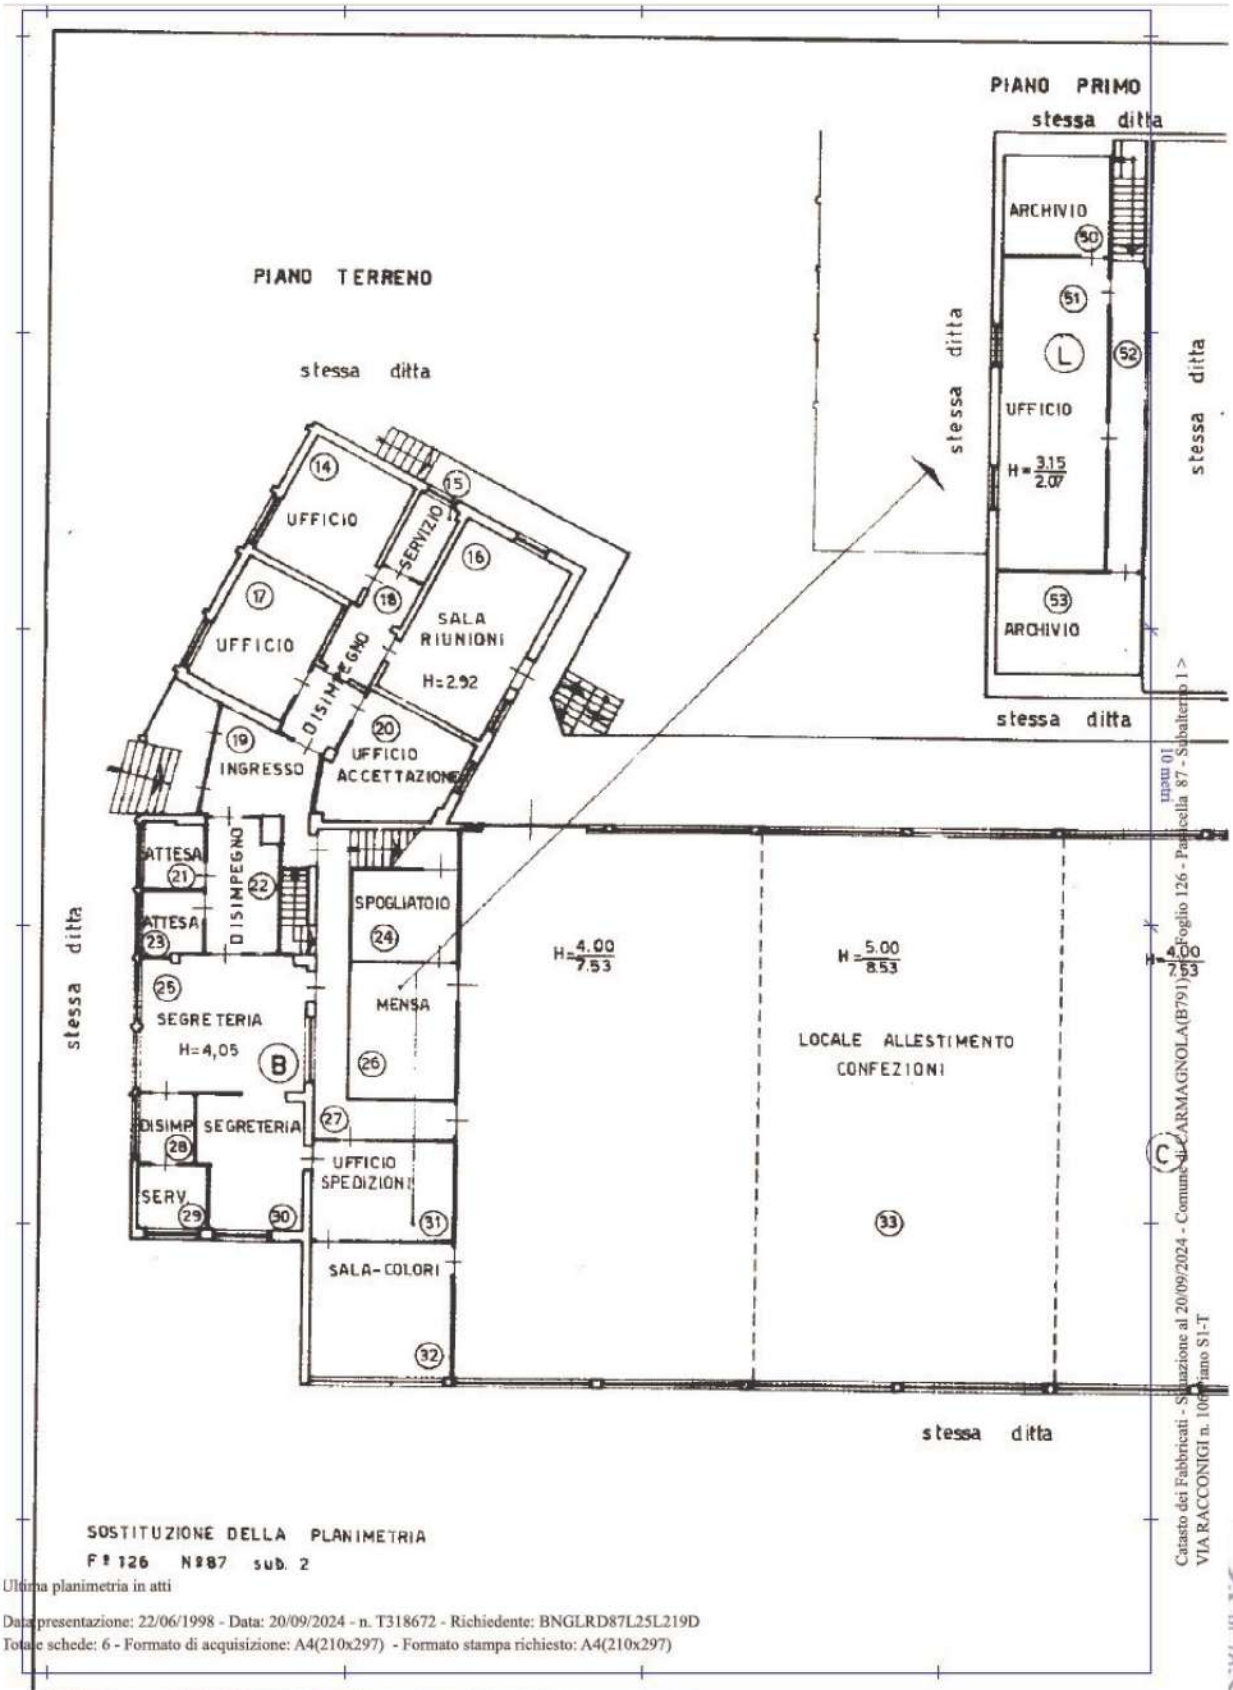 PIANO PRIMO
stessa ditta
ARCHIVIO
50
51
L
52
UFFICIO
H= 3.15
2.07
53
ARCHIVIO
stessa ditta
stessa ditta
stessa ditta
PIANO TERRENO
stessa ditta
14
UFFICIO
15
SERVIZIO
16
SALA
RIUNIONI
H=2.92
17
UFFICIO
18
DISIMPEGNO
19
INGRESSO
20
UFFICIO
ACCETTAZIONE
ATTESA
21
DISIMPEGNO
22
ATTESA
23
SPOGLIATOIO
24
stessa ditta
25
SEGRETERIA
H=4,05
B
MENSA
26
27
DISIMP.
28
SEGRETERIA
SERV.
29
30
UFFICIO
SPEDIZIONI
31
SALA-COLORI
32
H= 4.00
7.53
H= 5.00
8.53
H= 4.00
7.53
LOCALE ALLESTIMENTO
CONFEZIONI
C
33
stessa ditta
10 metri
Catasto dei Fabbricati - Situazione al 20/09/2024 - Comune di CARMAGNOLA(B791) - Foglio 126 - Particella 87 - Subalterno 1 >
VIA RACCONIGI n. 106 Piano S1-T
SOSTITUZIONE DELLA PLANIMETRIA
Fº 126 Nº87 sub. 2
Ultima planimetria in atti
Data presentazione: 22/06/1998 - Data: 20/09/2024 - n. T318672 - Richiedente: BNGLRD87L25L219D
Totale schede: 6 - Formato di acquisizione: A4(210x297) - Formato stampa richiesto: A4(210x297)